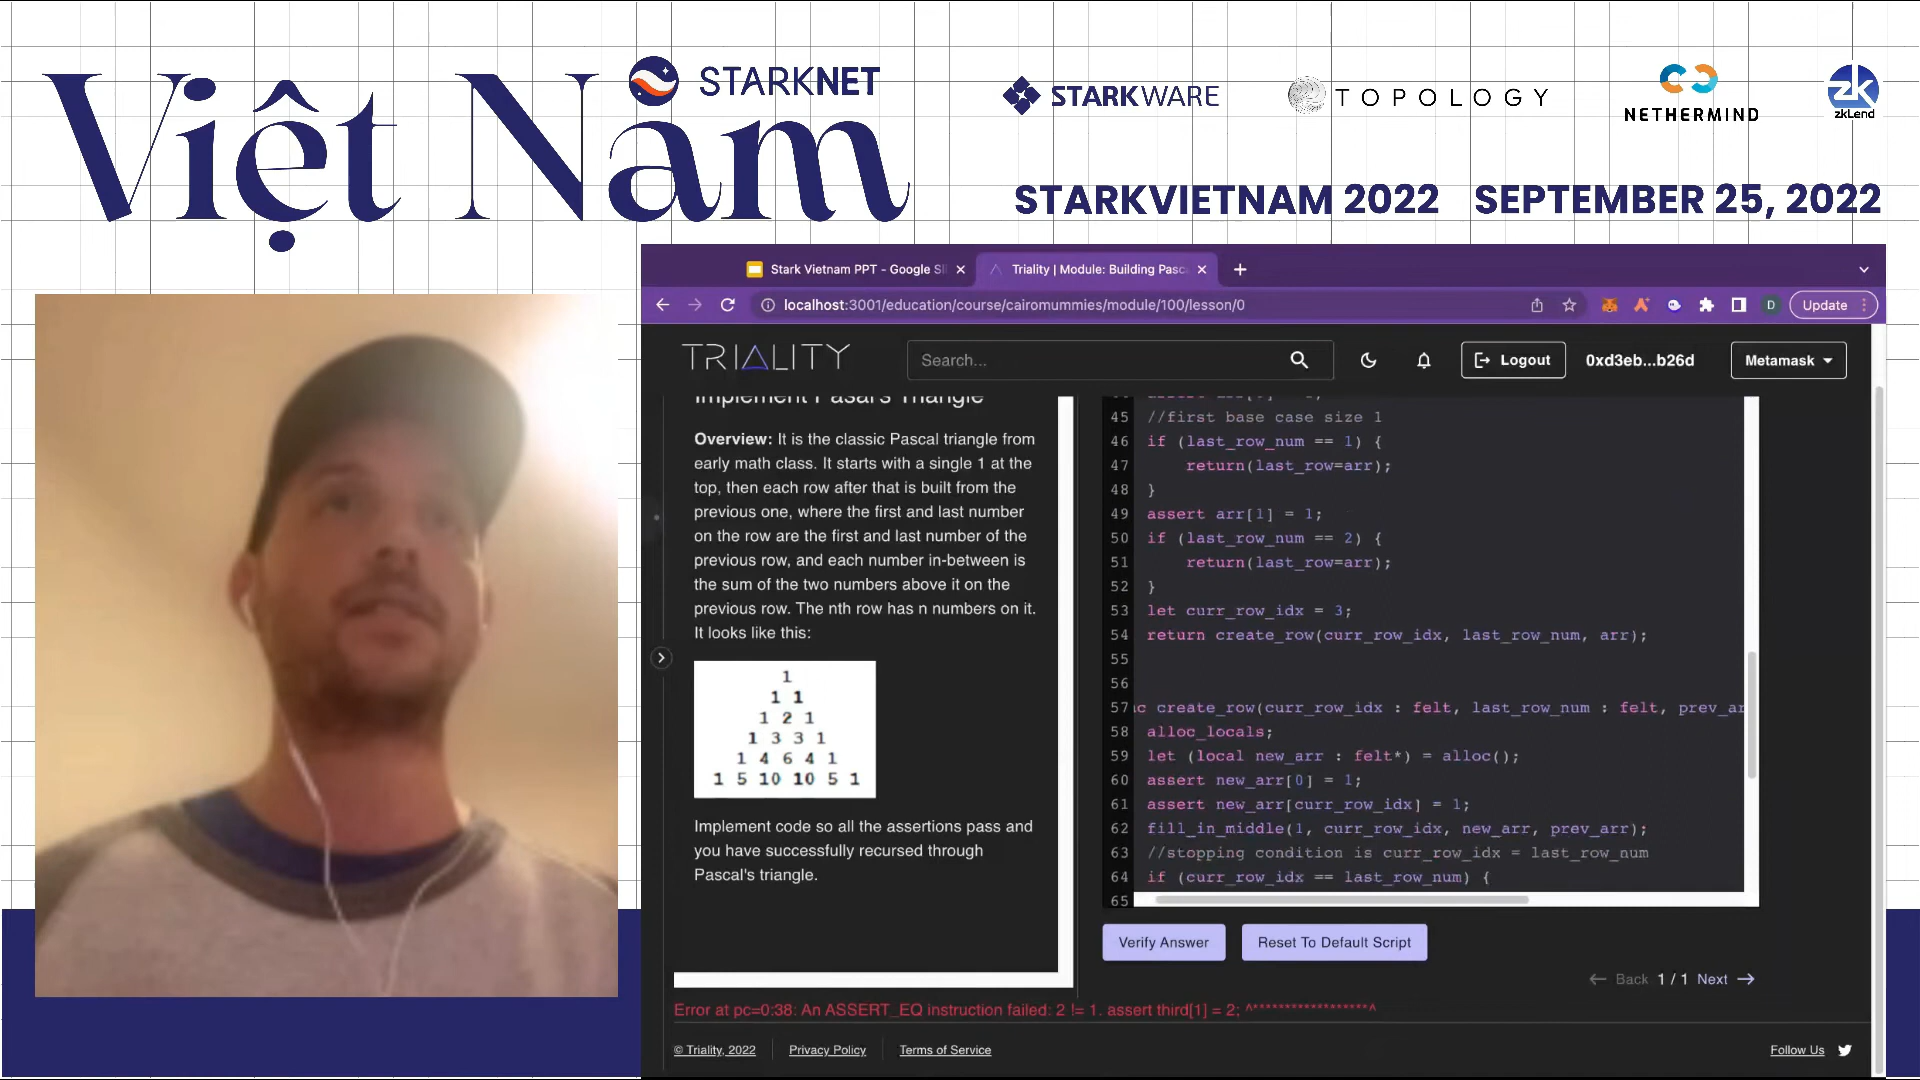 Việt Nam
STARKNET
STARKWARE
TOPOLOGY
NETHERMIND
zk
zkLend
STARKVIETNAM 2022 SEPTEMBER 25, 2022
Stark Vietnam PPT - Google Sl
Triality | Module: Building Pasc
localhost:3001/education/course/cairomummies/module/100/lesson/0
D
Update
TRIALITY
Search...
Logout
0xd3eb...b26d
Metamask
Implement Pasal's Triangle
Overview: It is the classic Pascal triangle from
early math class. It starts with a single 1 at the
top, then each row after that is built from the
previous one, where the first and last number
on the row are the first and last number of the
previous row, and each number in-between is
the sum of the two numbers above it on the
previous row. The nth row has n numbers on it.
It looks like this:
1
1 1
1 2 1
1 3 3 1
1 4 6 4 1
1 5 10 10 5 1
Implement code so all the assertions pass and
you have successfully recursed through
Pascal's triangle.
45 //first base case size 1
46 if (last_row_num == 1) {
47 return(last_row=arr);
48 }
49 assert arr[1] = 1;
50 if (last_row_num == 2) {
51 return(last_row=arr);
52 }
53 let curr_row_idx = 3;
54 return create_row(curr_row_idx, last_row_num, arr);
55
56
57 c create_row(curr_row_idx : felt, last_row_num : felt, prev_ar
58 alloc_locals;
59 let (local new_arr : felt*) = alloc();
60 assert new_arr[0] = 1;
61 assert new_arr[curr_row_idx] = 1;
62 fill_in_middle(1, curr_row_idx, new_arr, prev_arr);
63 //stopping condition is curr_row_idx = last_row_num
64 if (curr_row_idx == last_row_num) {
65
Verify Answer
Reset To Default Script
Back 1 / 1 Next
Error at pc=0:38: An ASSERT_EQ instruction failed: 2 != 1. assert third[1] = 2; ^******************^
© Triality, 2022
Privacy Policy
Terms of Service
Follow Us